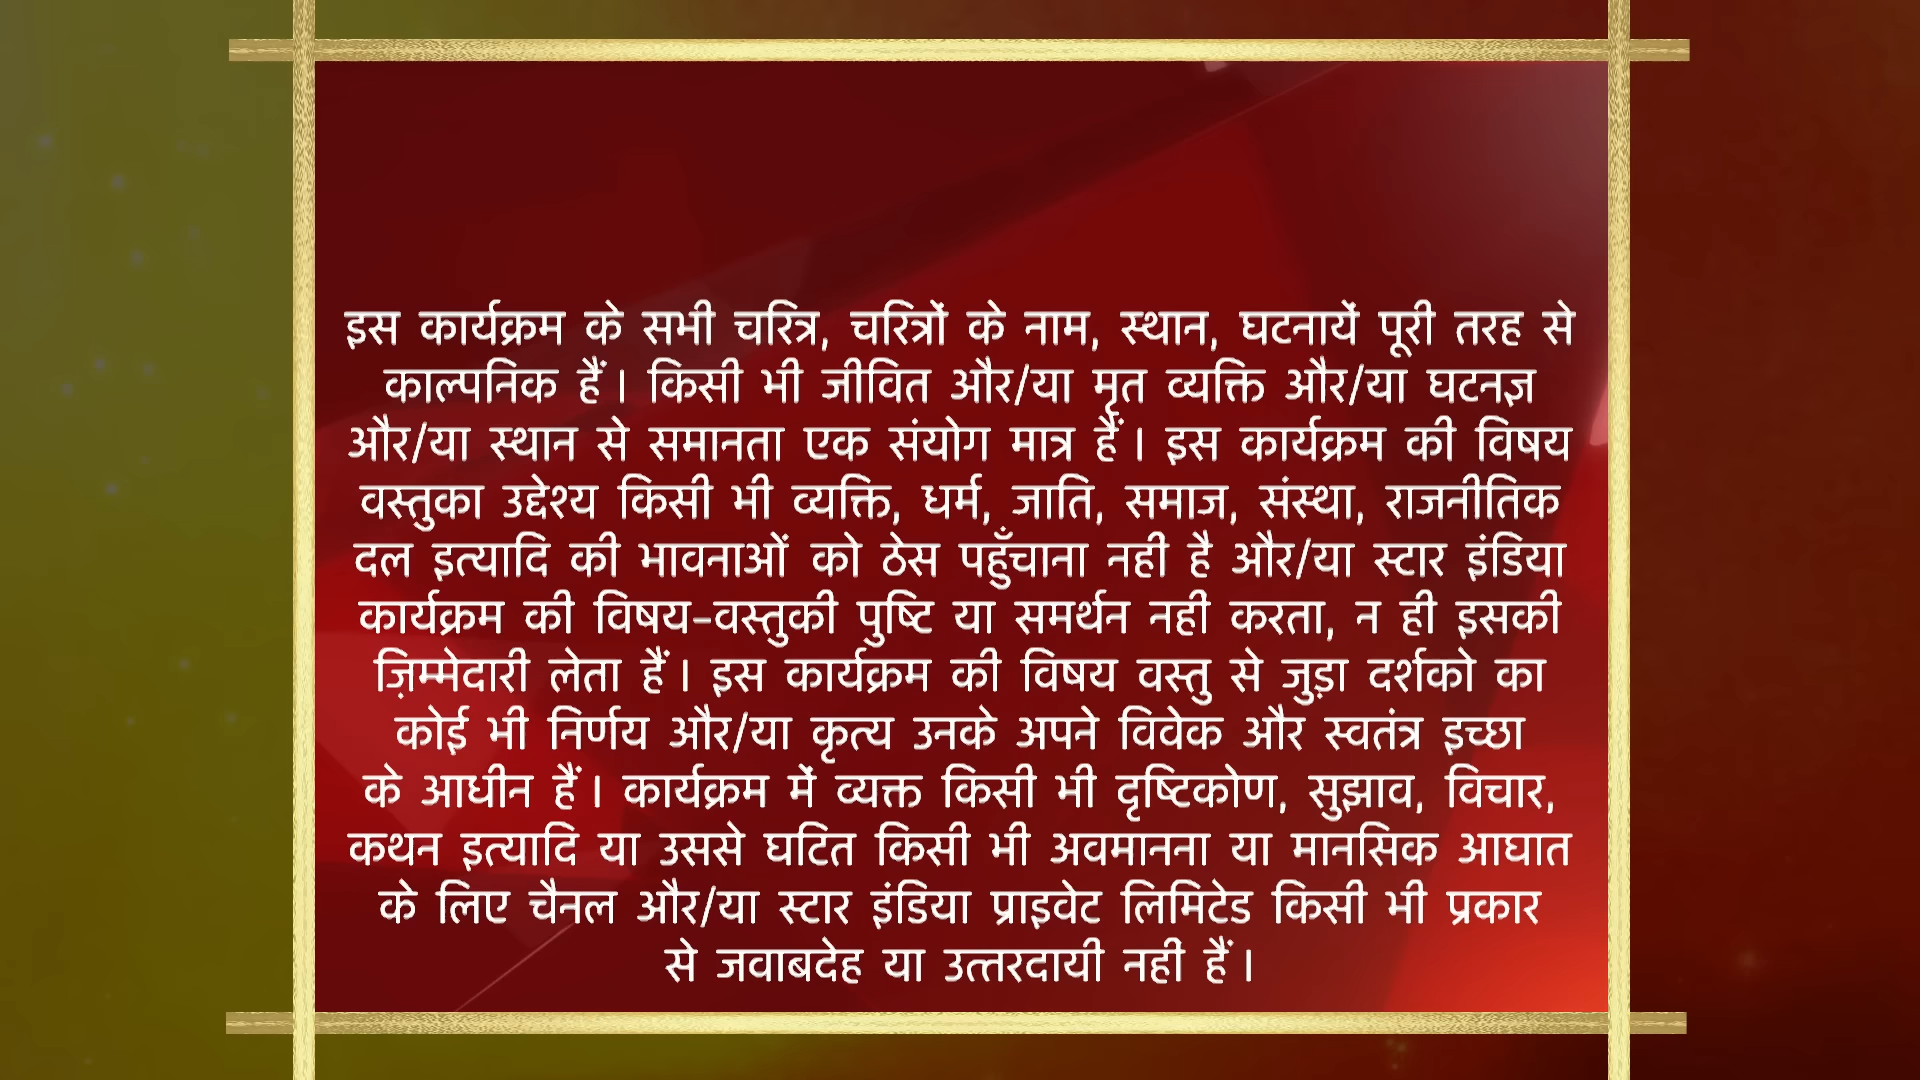 इस कार्यक्रम के सभी चरित्र, चरित्रों के नाम, स्थान, घटनायें पूरी तरह से
काल्पनिक हैं। किसी भी जीवित और/या मृत व्यक्ति और/या घटनज्ञ
और/या स्थान से समानता एक संयोग मात्र हैं। इस कार्यक्रम की विषय
वस्तुका उद्देश्य किसी भी व्यक्ति, धर्म, जाति, समाज, संस्था, राजनीतिक
दल इत्यादि की भावनाओं को ठेस पहुँचाना नही है और/या स्टार इंडिया
कार्यक्रम की विषय-वस्तुकी पुष्टि या समर्थन नही करता, न ही इसकी
ज़िम्मेदारी लेता हैं। इस कार्यक्रम की विषय वस्तु से जुड़ा दर्शको का
कोई भी निर्णय और/या कृत्य उनके अपने विवेक और स्वतंत्र इच्छा
के आधीन हैं। कार्यक्रम में व्यक्त किसी भी दृष्टिकोण, सुझाव, विचार,
कथन इत्यादि या उससे घटित किसी भी अवमानना या मानसिक आघात
के लिए चैनल और/या स्टार इंडिया प्राइवेट लिमिटेड किसी भी प्रकार
से जवाबदेह या उत्तरदायी नही हैं।